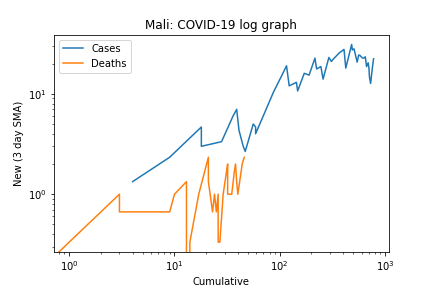 Mali: COVID-19 log graph
Cases
Deaths
New (3 day SMA)
10¹
10⁰
10⁰
10¹
10²
10³
Cumulative